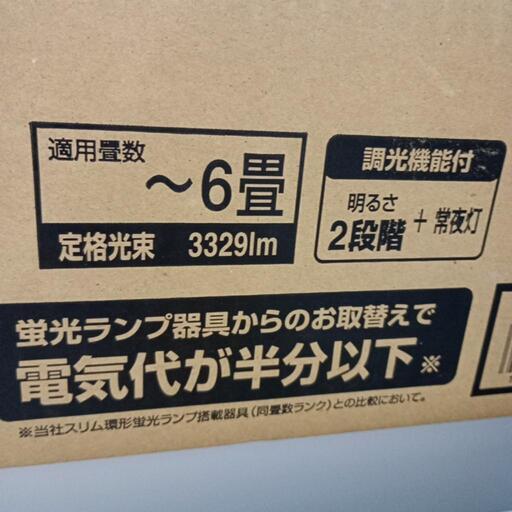 適用畳数
～6畳
定格光束 3329lm
調光機能付
明るさ
2段階 + 常夜灯
蛍光ランプ器具からのお取替えで
電気代が半分以下※
※当社スリム環形蛍光ランプ搭載器具(同畳数ランク)との比較において。